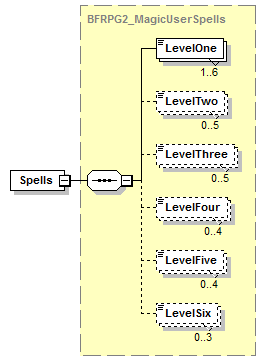 BFRPG2_MagicUserSpells
LevelOne
1..6
LevelTwo
0..5
LevelThree
0..5
Spells
LevelFour
0..4
LevelFive
0..4
LevelSix
0..3